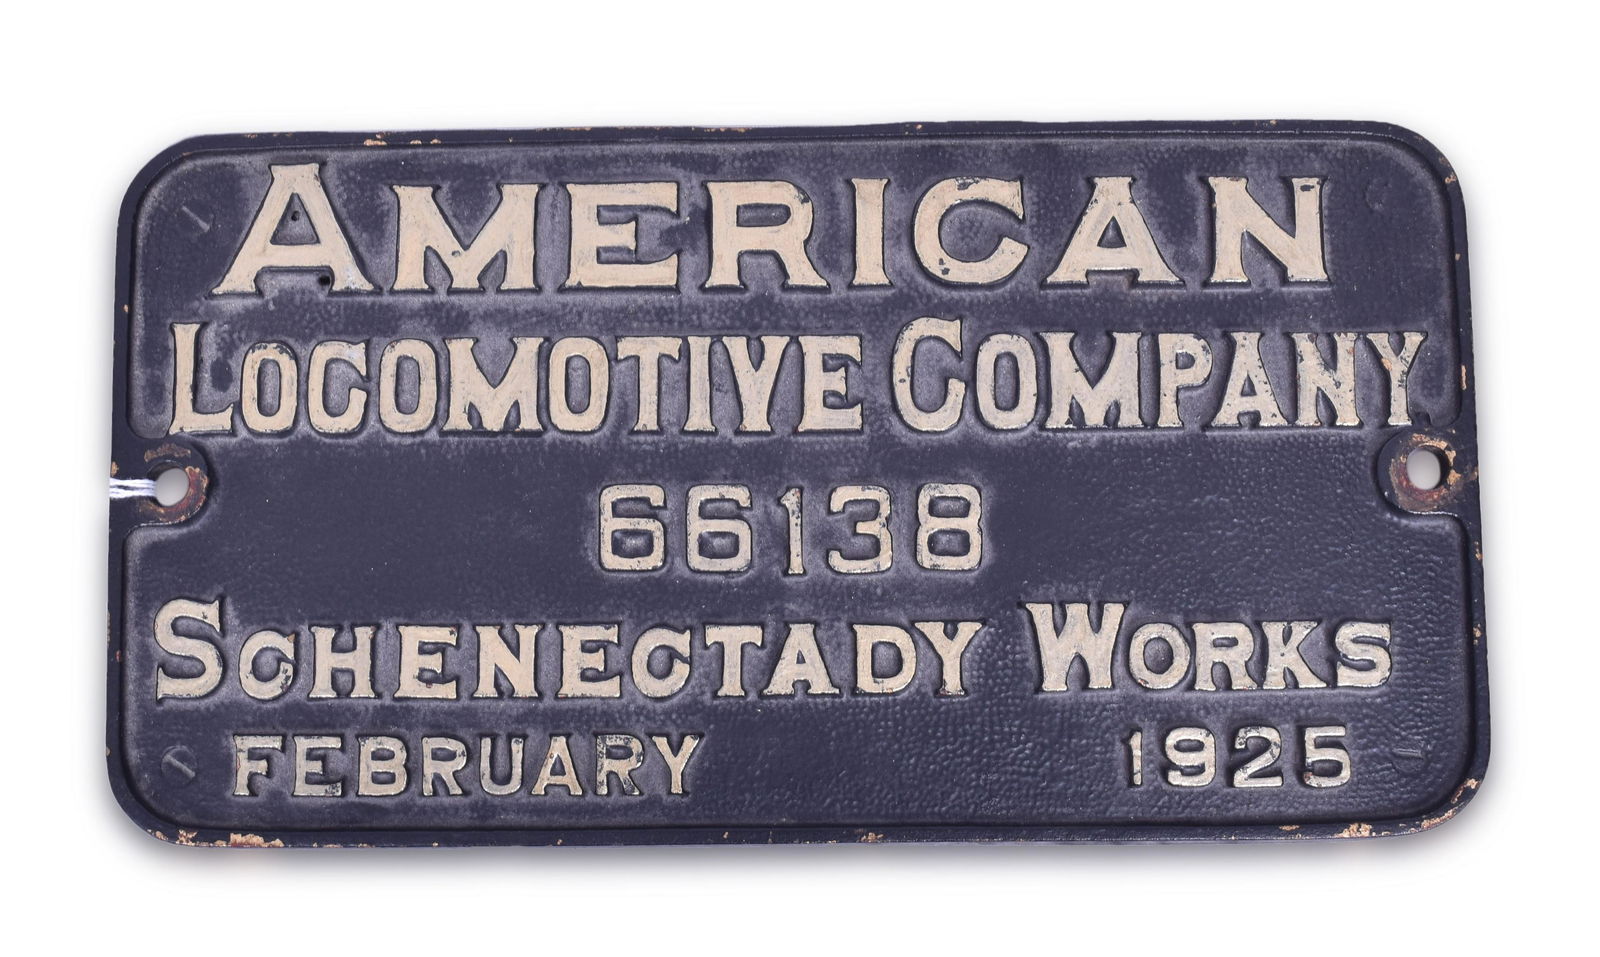 AMERICAN
LOCOMOTIVE COMPANY
66138
SCHENECTADY WORKS
FEBRUARY 1925